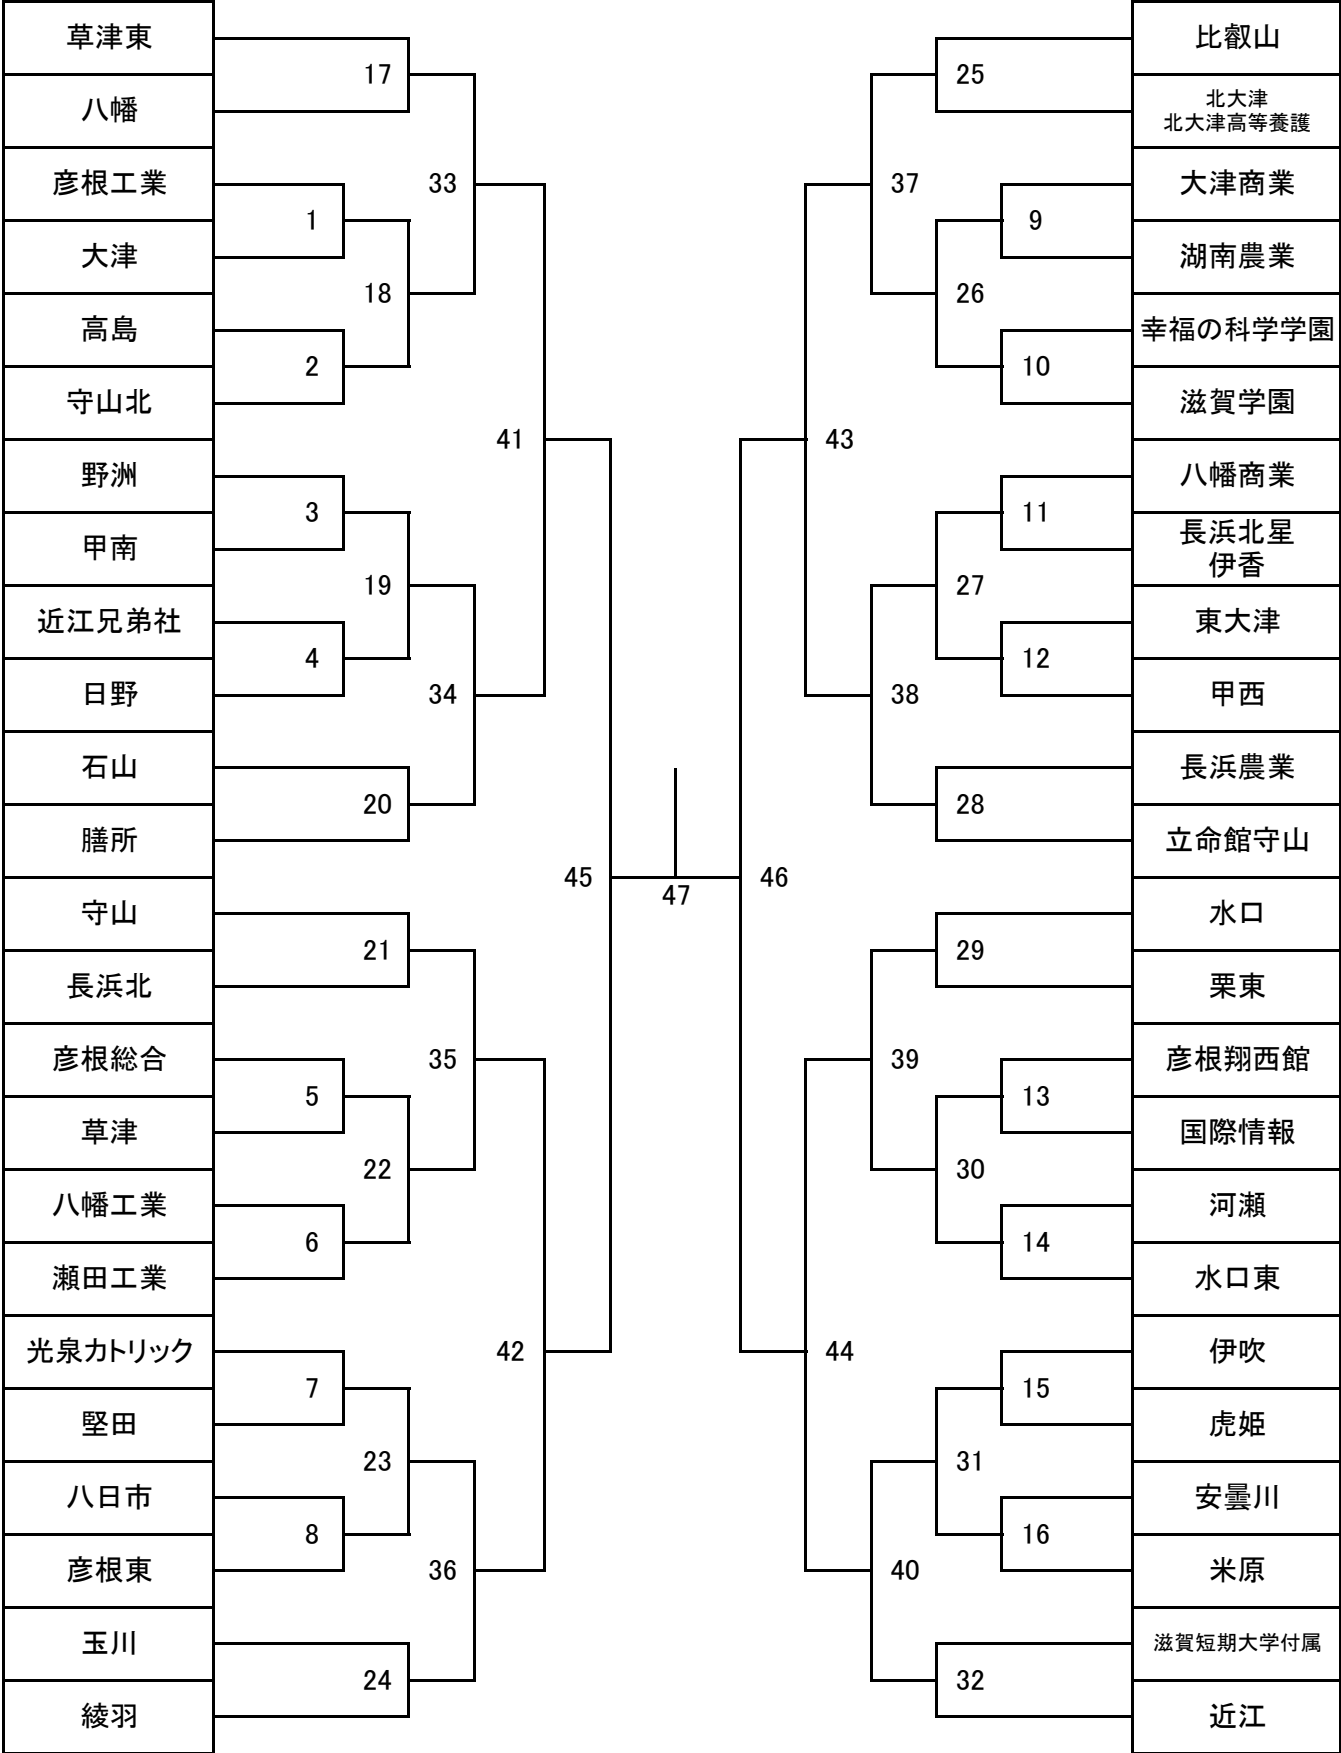 草津東
八幡
彦根工業
大津
高島
守山北
野洲
甲南
近江兄弟社
日野
石山
膳所
守山
長浜北
彦根総合
草津
八幡工業
瀬田工業
光泉カトリック
堅田
八日市
彦根東
玉川
綾羽
17
1
18
2
3
19
4
20
21
5
22
6
7
23
8
24
33
34
35
36
41
42
45
47
46
43
44
37
38
39
40
25
9
26
10
11
27
12
28
29
13
30
14
15
31
16
32
比叡山
北大津
北大津高等養護
大津商業
湖南農業
幸福の科学学園
滋賀学園
八幡商業
長浜北星
伊香
東大津
甲西
長浜農業
立命館守山
水口
栗東
彦根翔西館
国際情報
河瀬
水口東
伊吹
虎姫
安曇川
米原
滋賀短期大学付属
近江